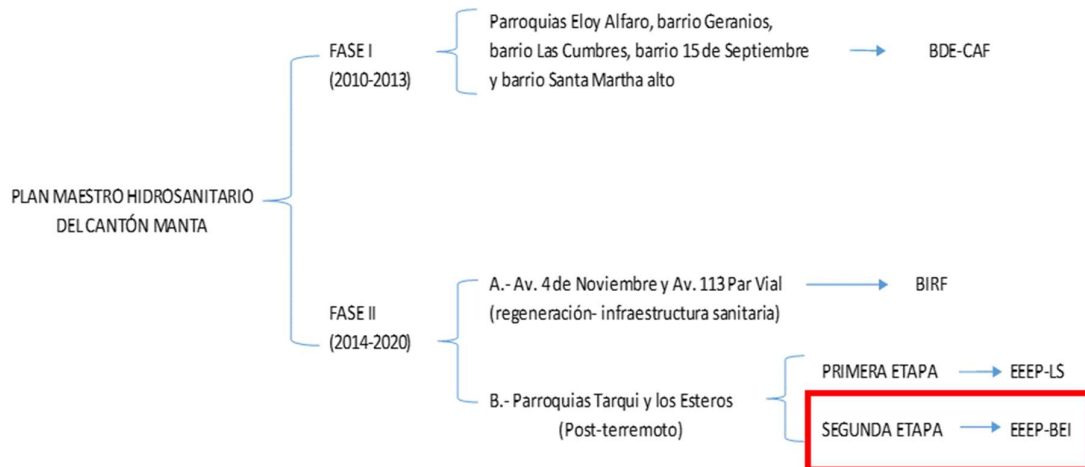 PLAN MAESTRO HIDROSANITARIO
DEL CANTÓN MANTA
FASE I
(2010-2013)
Parroquias Eloy Alfaro, barrio Geranios,
barrio Las Cumbres, barrio 15 de Septiembre
y barrio Santa Martha alto
BDE-CAF
FASE II
(2014-2020)
A.- Av. 4 de Noviembre y Av. 113 Par Vial
(regeneración- infraestructura sanitaria)
BIRF
B.- Parroquias Tarqui y los Esteros
(Post-terremoto)
PRIMERA ETAPA
EEEP-LS
SEGUNDA ETAPA
EEEP-BEI